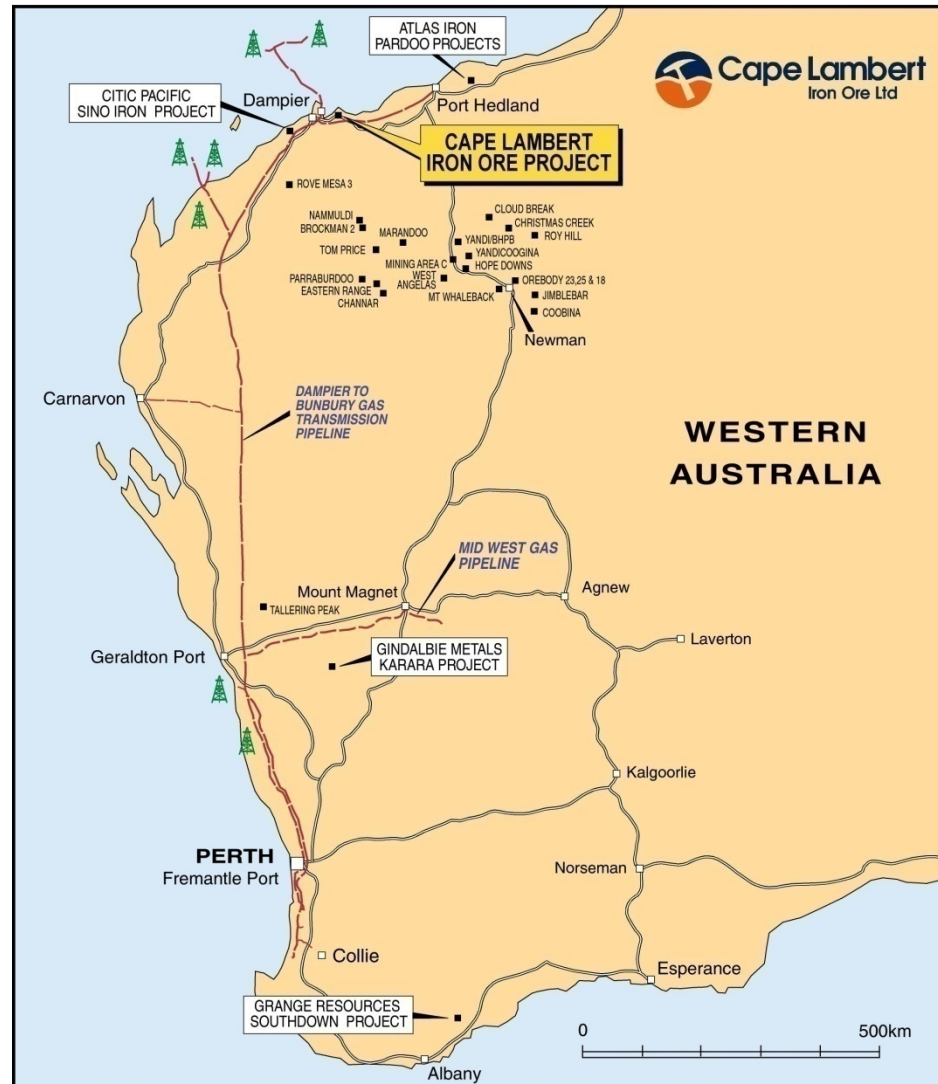 ATLAS IRON
PARDOO PROJECTS
Cape Lambert
Iron Ore Ltd
CITIC PACIFIC
SINO IRON PROJECT
Dampier
Port Hedland
CAPE LAMBERT
IRON ORE PROJECT
ROVE MESA 3
NAMMULDI
BROCKMAN 2
MARANDOO
TOM PRICE
CLOUD BREAK
CHRISTMAS CREEK
ROY HILL
YANDI/BHPB
YANDICOOGINA
MINING AREA C
HOPE DOWNS
WEST
ANGELAS
PARRABURDOO
EASTERN RANGE
CHANNAR
OREBODY 23,25 & 18
MT WHALEBACK
JIMBLEBAR
COOBINA
Newman
Carnarvon
DAMPIER TO
BUNBURY GAS
TRANSMISSION
PIPELINE
WESTERN
AUSTRALIA
MID WEST GAS
PIPELINE
Mount Magnet
Agnew
TALLERING PEAK
Laverton
Geraldton Port
GINDALBIE METALS
KARARA PROJECT
Kalgoorlie
PERTH
Fremantle Port
Norseman
Collie
Esperance
GRANGE RESOURCES
SOUTHDOWN PROJECT
0 500km
Albany